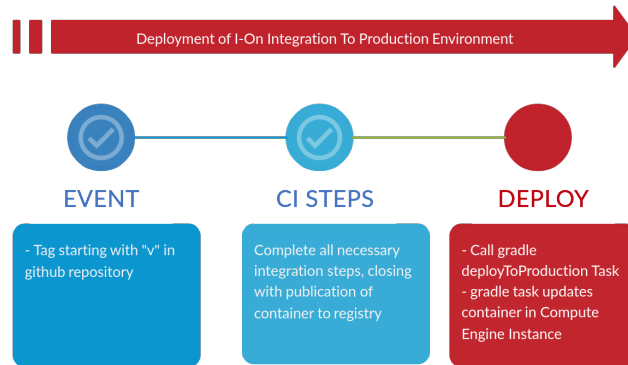 Deployment of I-On Integration To Production Environment
EVENT
- Tag starting with "v" in
github repository
CI STEPS
Complete all necessary
integration steps, closing
with publication of
container to registry
DEPLOY
- Call gradle
deployToProduction Task
- gradle task updates
container in Compute
Engine Instance